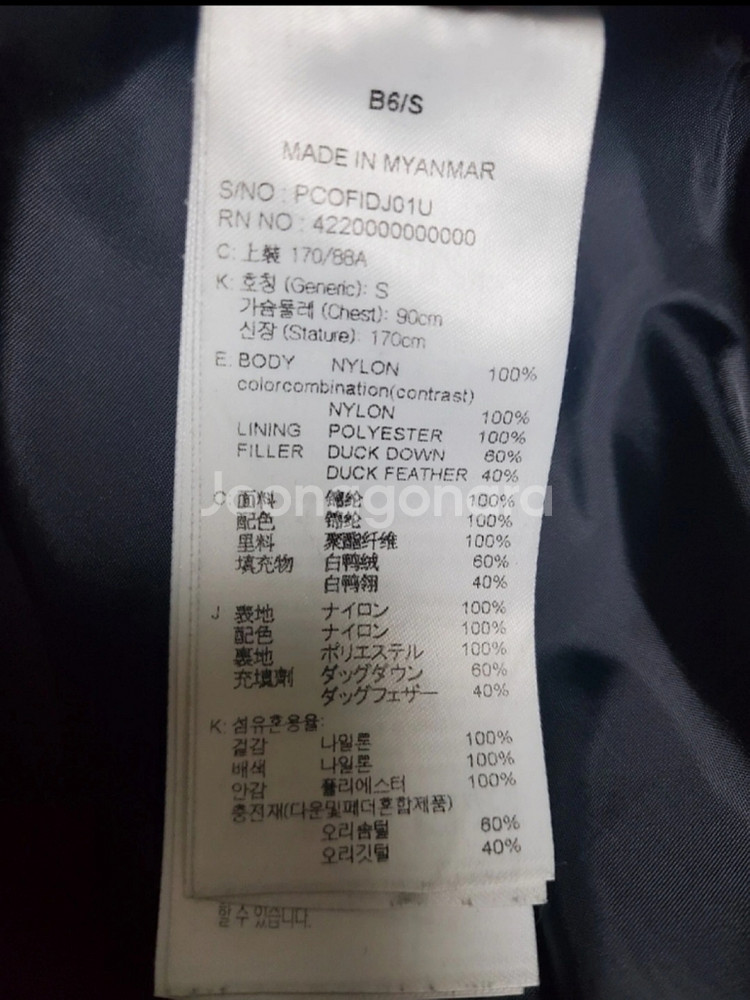 B6/S
MADE IN MYANMAR
S/NO : PCOFIDJ01U
RN NO : 4220000000000
C: 上裝 170/88A
K: 호칭 (Generic): S
가슴둘레 (Chest): 90cm
신장 (Stature): 170cm
E. BODY NYLON 100%
colorcombination(contrast)
NYLON 100%
LINING POLYESTER 100%
FILLER DUCK DOWN 60%
DUCK FEATHER 40%
C 面料 锦纶 100%
配色 锦纶 100%
Joonggonara
里料 聚酯纤维 100%
填充物 白鸭绒 60%
白鸭翎 40%
J 表地 ナイロン 100%
配色 ナイロン 100%
裏地 ポリエステル 100%
充填劑 ダッグダウン 60%
ダッグフェザー 40%
K: 섬유혼용율:
겉감 나일론 100%
배색 나일론 100%
안감 폴리에스터 100%
충전재(다운및페더혼합제품)
오리솜털 60%
오리깃털 40%
할 수 있습니다.